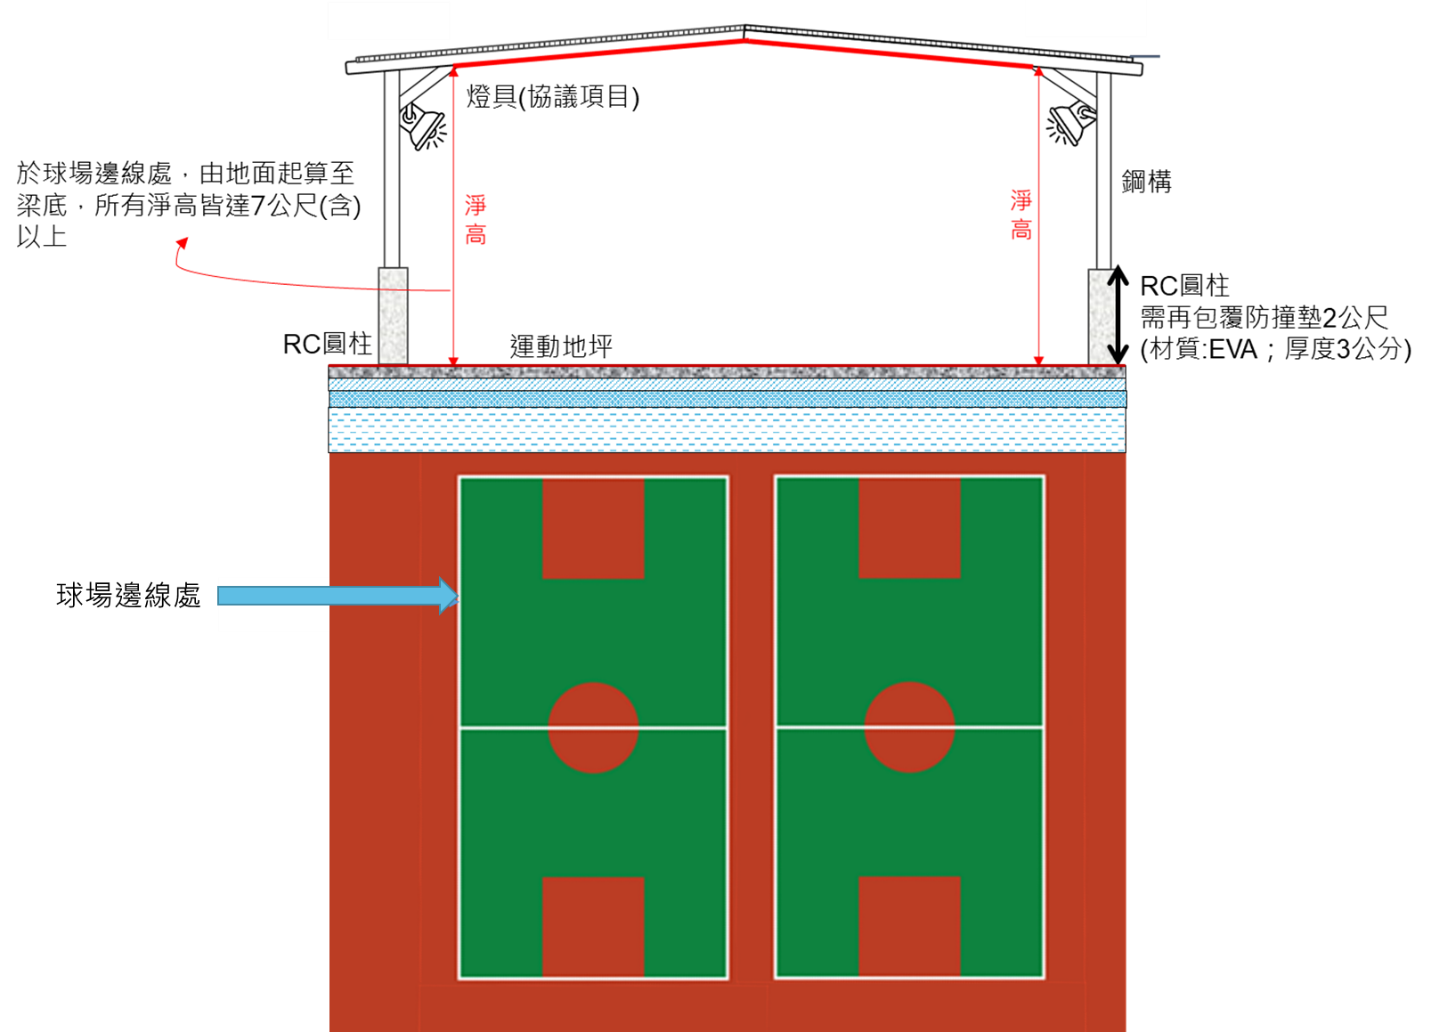 燈具(協議項目)
於球場邊線處，由地面起算至
梁底，所有淨高皆達7公尺(含)
以上
淨高
淨高
鋼構
RC圓柱
需再包覆防撞墊2公尺
(材質:EVA；厚度3公分)
RC圓柱
運動地坪
球場邊線處